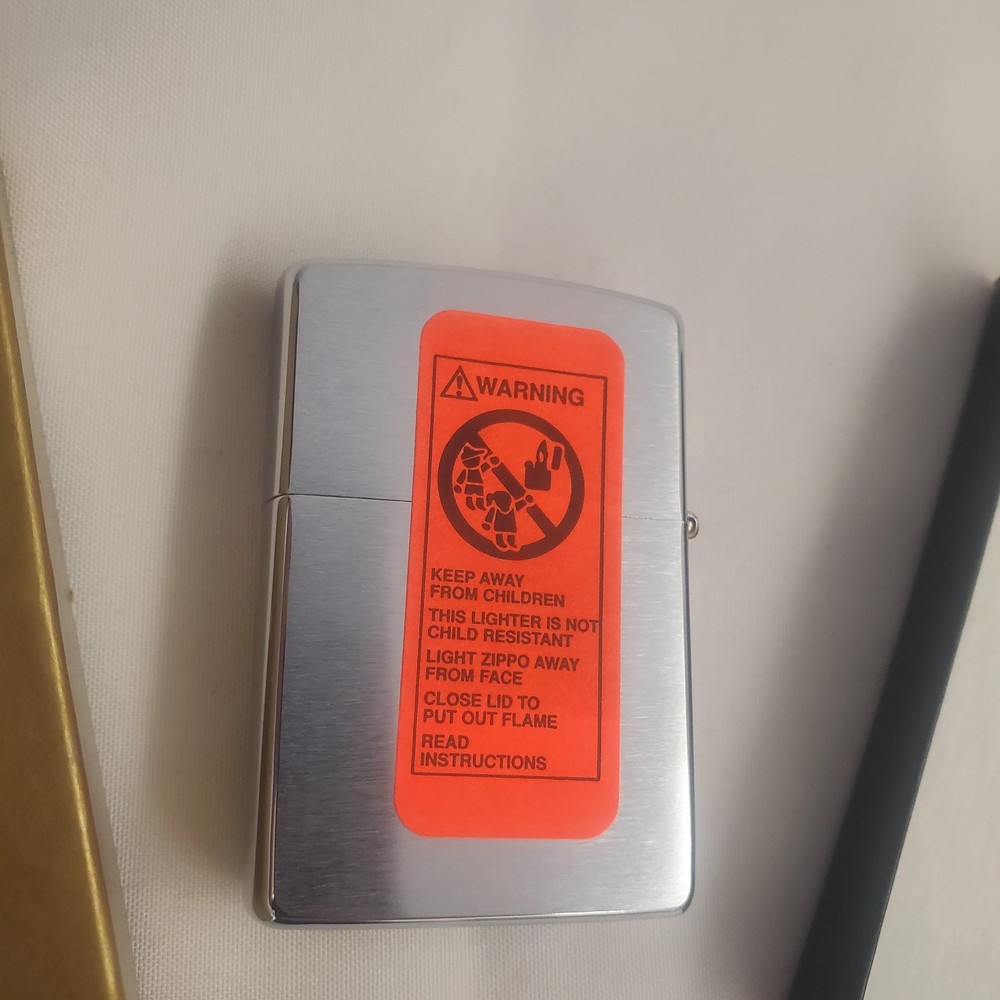 WARNING
KEEP AWAY
FROM CHILDREN
THIS LIGHTER IS NOT
CHILD RESISTANT
LIGHT ZIPPO AWAY
FROM FACE
CLOSE LID TO
PUT OUT FLAME
READ
INSTRUCTIONS